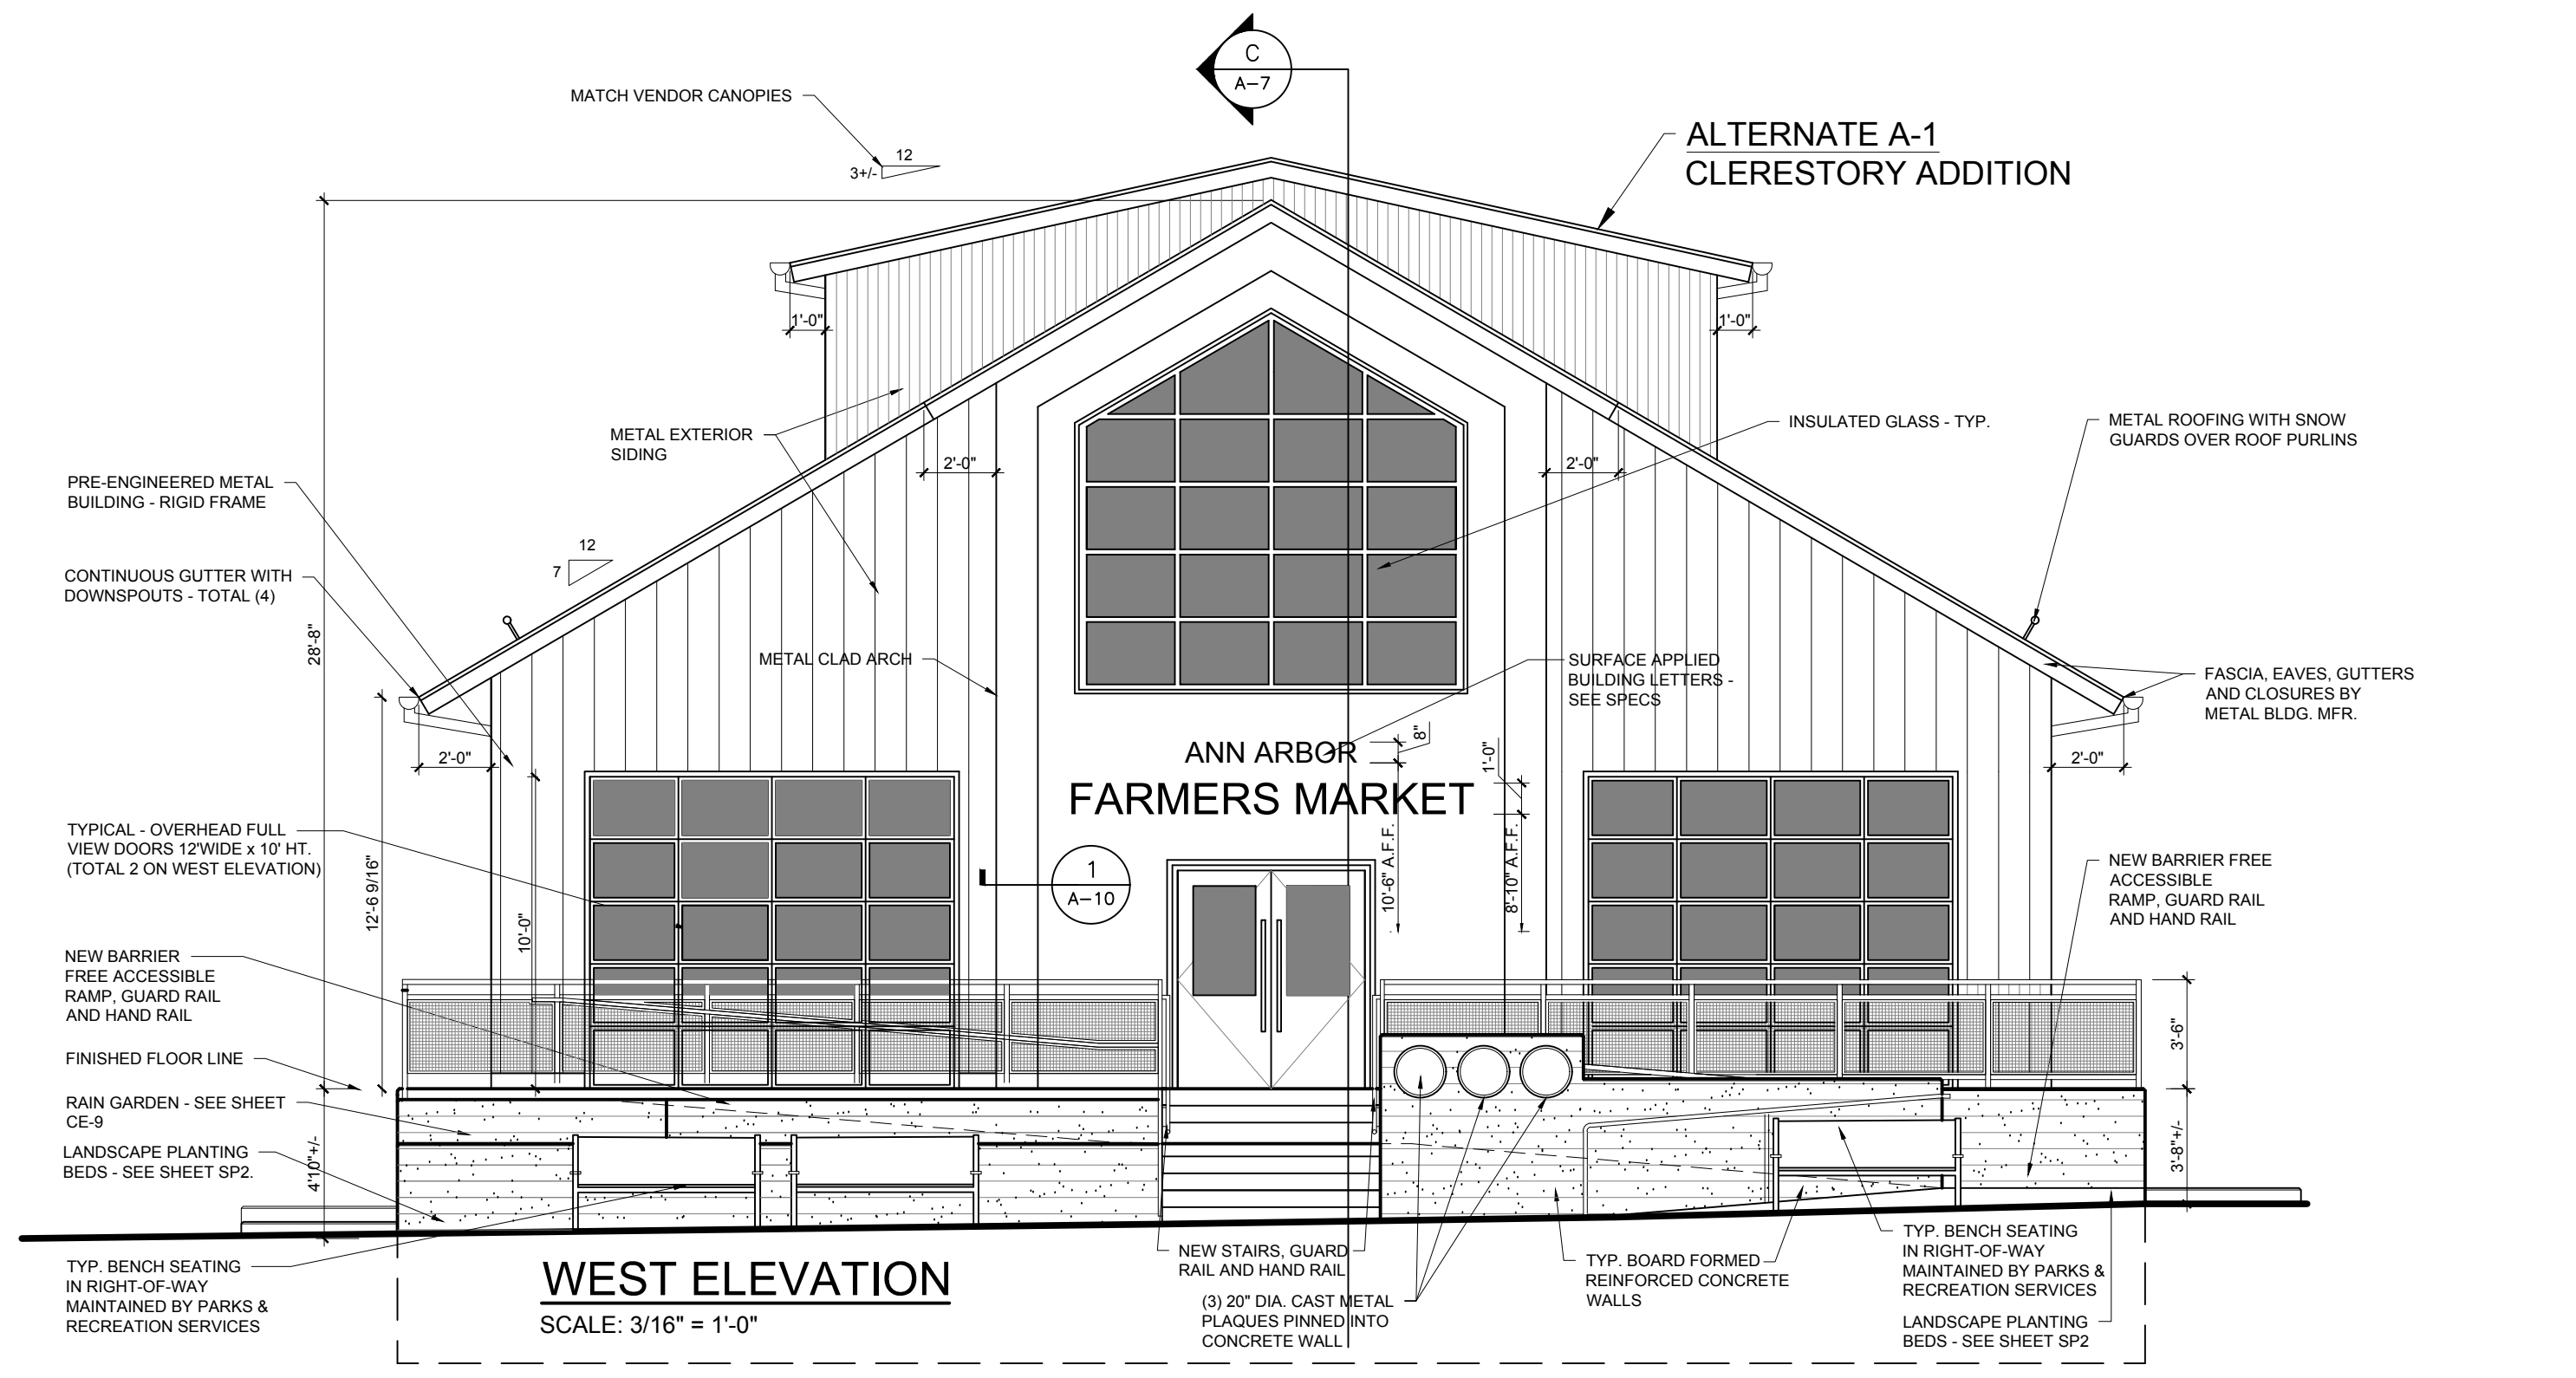 C
A-7
MATCH VENDOR CANOPIES
12
3+/-
ALTERNATE A-1
CLERESTORY ADDITION
1'-0"
1'-0"
METAL EXTERIOR
SIDING
2'-0"
2'-0"
INSULATED GLASS - TYP.
METAL ROOFING WITH SNOW
GUARDS OVER ROOF PURLINS
PRE-ENGINEERED METAL
BUILDING - RIGID FRAME
12
7
CONTINUOUS GUTTER WITH
DOWNSPOUTS - TOTAL (4)
28'-8"
METAL CLAD ARCH
SURFACE APPLIED
BUILDING LETTERS -
SEE SPECS
FASCIA, EAVES, GUTTERS
AND CLOSURES BY
METAL BLDG. MFR.
2'-0"
2'-0"
ANN ARBOR
FARMERS MARKET
8"
1'-0"
10'-6" A.F.F.
8'-10" A.F.F.
TYPICAL - OVERHEAD FULL
VIEW DOORS 12'WIDE x 10' HT.
(TOTAL 2 ON WEST ELEVATION)
12'-6 9/16"
10'-0"
1
A-10
NEW BARRIER FREE
ACCESSIBLE
RAMP, GUARD RAIL
AND HAND RAIL
NEW BARRIER
FREE ACCESSIBLE
RAMP, GUARD RAIL
AND HAND RAIL
3'-6"
FINISHED FLOOR LINE
RAIN GARDEN - SEE SHEET
CE-9
LANDSCAPE PLANTING
BEDS - SEE SHEET SP2.
4'10"+/-
3'-8"+/-
TYP. BENCH SEATING
IN RIGHT-OF-WAY
MAINTAINED BY PARKS &
RECREATION SERVICES
WEST ELEVATION
SCALE: 3/16" = 1'-0"
NEW STAIRS, GUARD
RAIL AND HAND RAIL
(3) 20" DIA. CAST METAL
PLAQUES PINNED INTO
CONCRETE WALL
TYP. BOARD FORMED
REINFORCED CONCRETE
WALLS
TYP. BENCH SEATING
IN RIGHT-OF-WAY
MAINTAINED BY PARKS &
RECREATION SERVICES
LANDSCAPE PLANTING
BEDS - SEE SHEET SP2